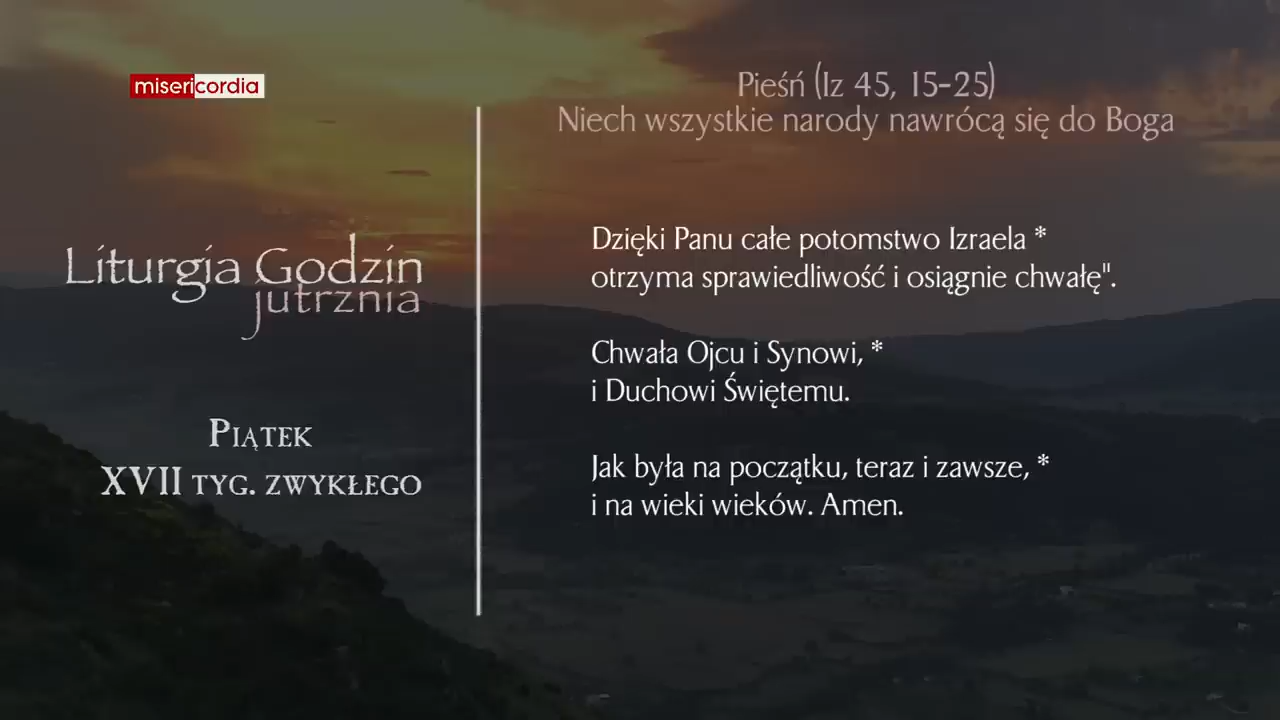 misericordia
Liturgia Godzin
jutrznia
Piątek
XVII tyg. zwykłego
Pieśń (Iz 45, 15-25)
Niech wszystkie narody nawrócą się do Boga
Dzięki Panu całe potomstwo Izraela *
otrzyma sprawiedliwość i osiągnie chwałę".
Chwała Ojcu i Synowi, *
i Duchowi Świętemu.
Jak była na początku, teraz i zawsze, *
i na wieki wieków. Amen.